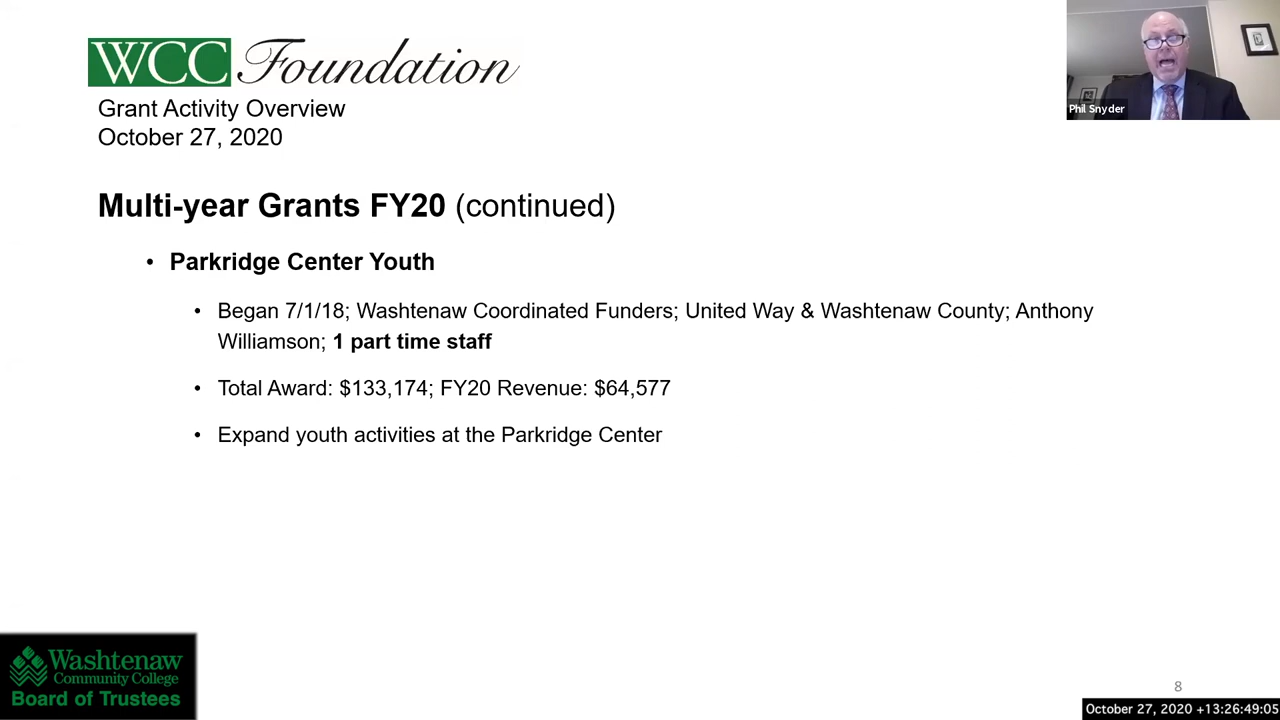 WCC Foundation
Grant Activity Overview
October 27, 2020
Phil Snyder
Multi-year Grants FY20 (continued)
• Parkridge Center Youth
• Began 7/1/18; Washtenaw Coordinated Funders; United Way & Washtenaw County; Anthony
Williamson; 1 part time staff
• Total Award: $133,174; FY20 Revenue: $64,577
• Expand youth activities at the Parkridge Center
Washtenaw
Community College
Board of Trustees
8
October 27, 2020 +13:26:49:05